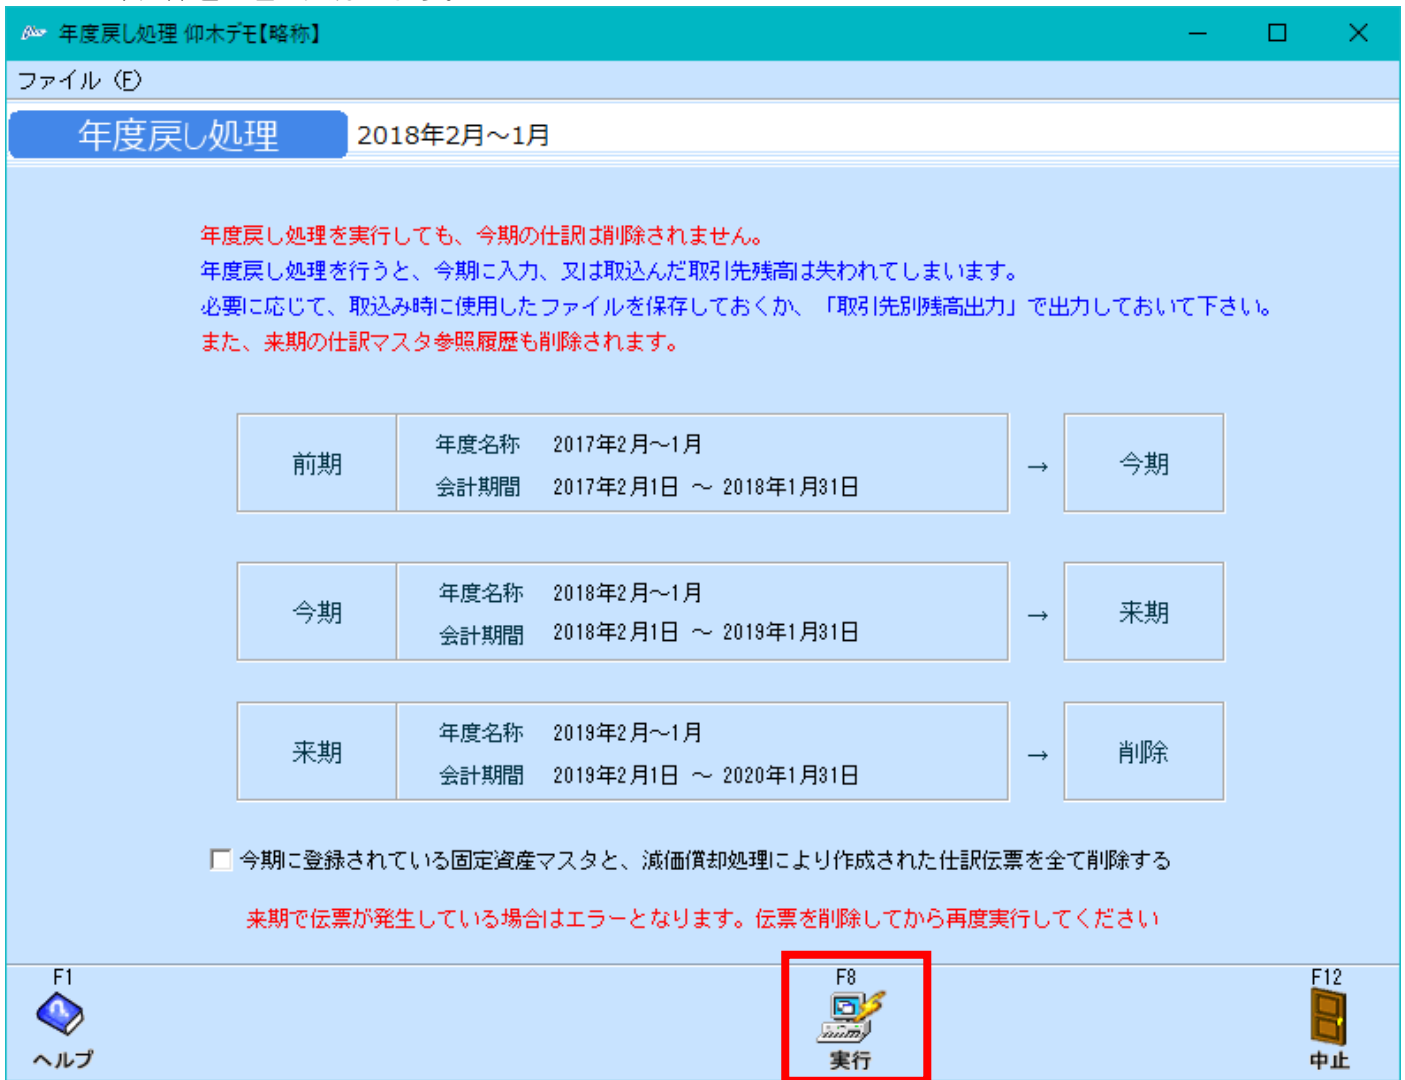 年度戻し処理 仰木デモ【略称】
ファイル (F)
年度戻し処理 2018年2月～1月
年度戻し処理を実行しても、今期の仕訳は削除されません。
年度戻し処理を行うと、今期に入力、又は取込んだ取引先残高は失われてしまいます。
必要に応じて、取込み時に使用したファイルを保存しておくか、「取引先別残高出力」で出力しておいて下さい。
また、来期の仕訳マスタ参照履歴も削除されます。
前期 年度名称 2017年2月～1月 → 今期
会計期間 2017年2月1日 ～ 2018年1月31日
今期 年度名称 2018年2月～1月 → 来期
会計期間 2018年2月1日 ～ 2019年1月31日
来期 年度名称 2019年2月～1月 → 削除
会計期間 2019年2月1日 ～ 2020年1月31日
今期に登録されている固定資産マスタと、減価償却処理により作成された仕訳伝票を全て削除する
来期で伝票が発生している場合はエラーとなります。伝票を削除してから再度実行してください
F1 F8 F12
ヘルプ 実行 中止